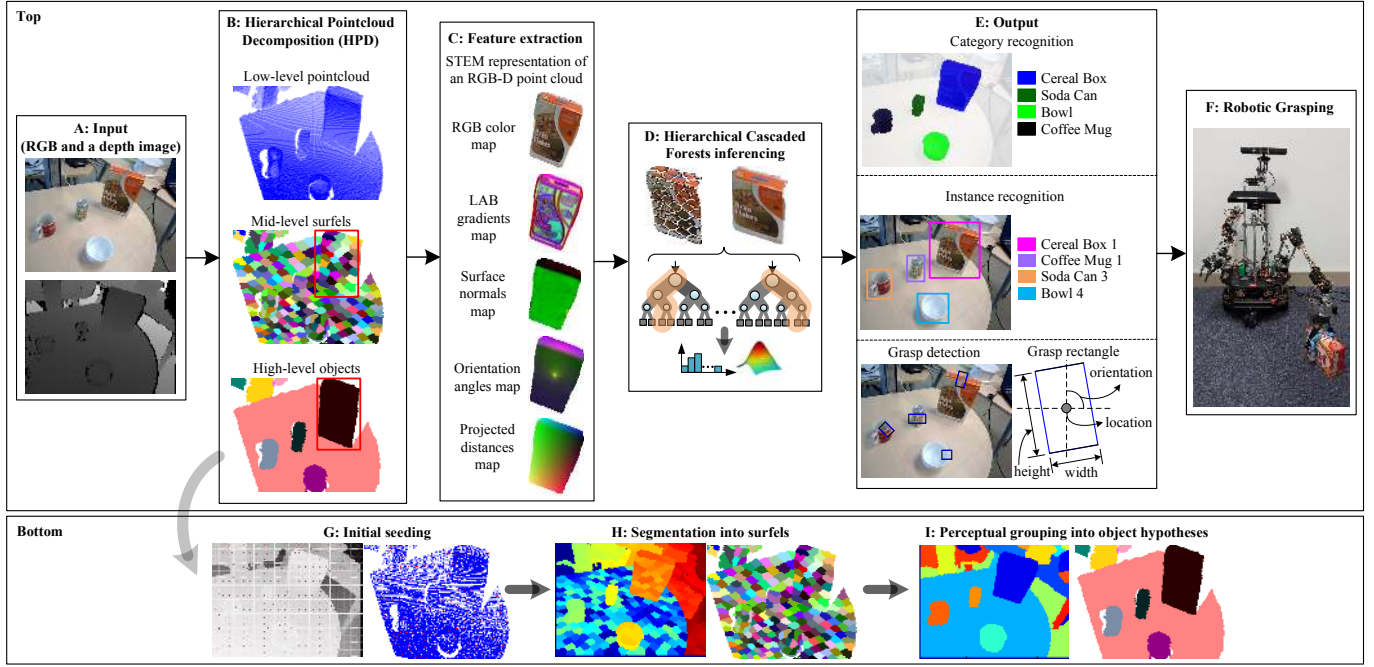 Top
A: Input
(RGB and a depth image)
B: Hierarchical Pointcloud
Decomposition (HPD)
Low-level pointcloud
Mid-level surfels
High-level objects
C: Feature extraction
STEM representation of
an RGB-D point cloud
RGB color
map
LAB
gradients
map
Surface
normals
map
Orientation
angles map
Projected
distances
map
D: Hierarchical Cascaded
Forests inferencing
E: Output
Category recognition
Cereal Box
Soda Can
Bowl
Coffee Mug
Instance recognition
Cereal Box 1
Coffee Mug 1
Soda Can 3
Bowl 4
Grasp detection
Grasp rectangle
orientation
location
height
width
F: Robotic Grasping
Bottom
G: Initial seeding
H: Segmentation into surfels
I: Perceptual grouping into object hypotheses